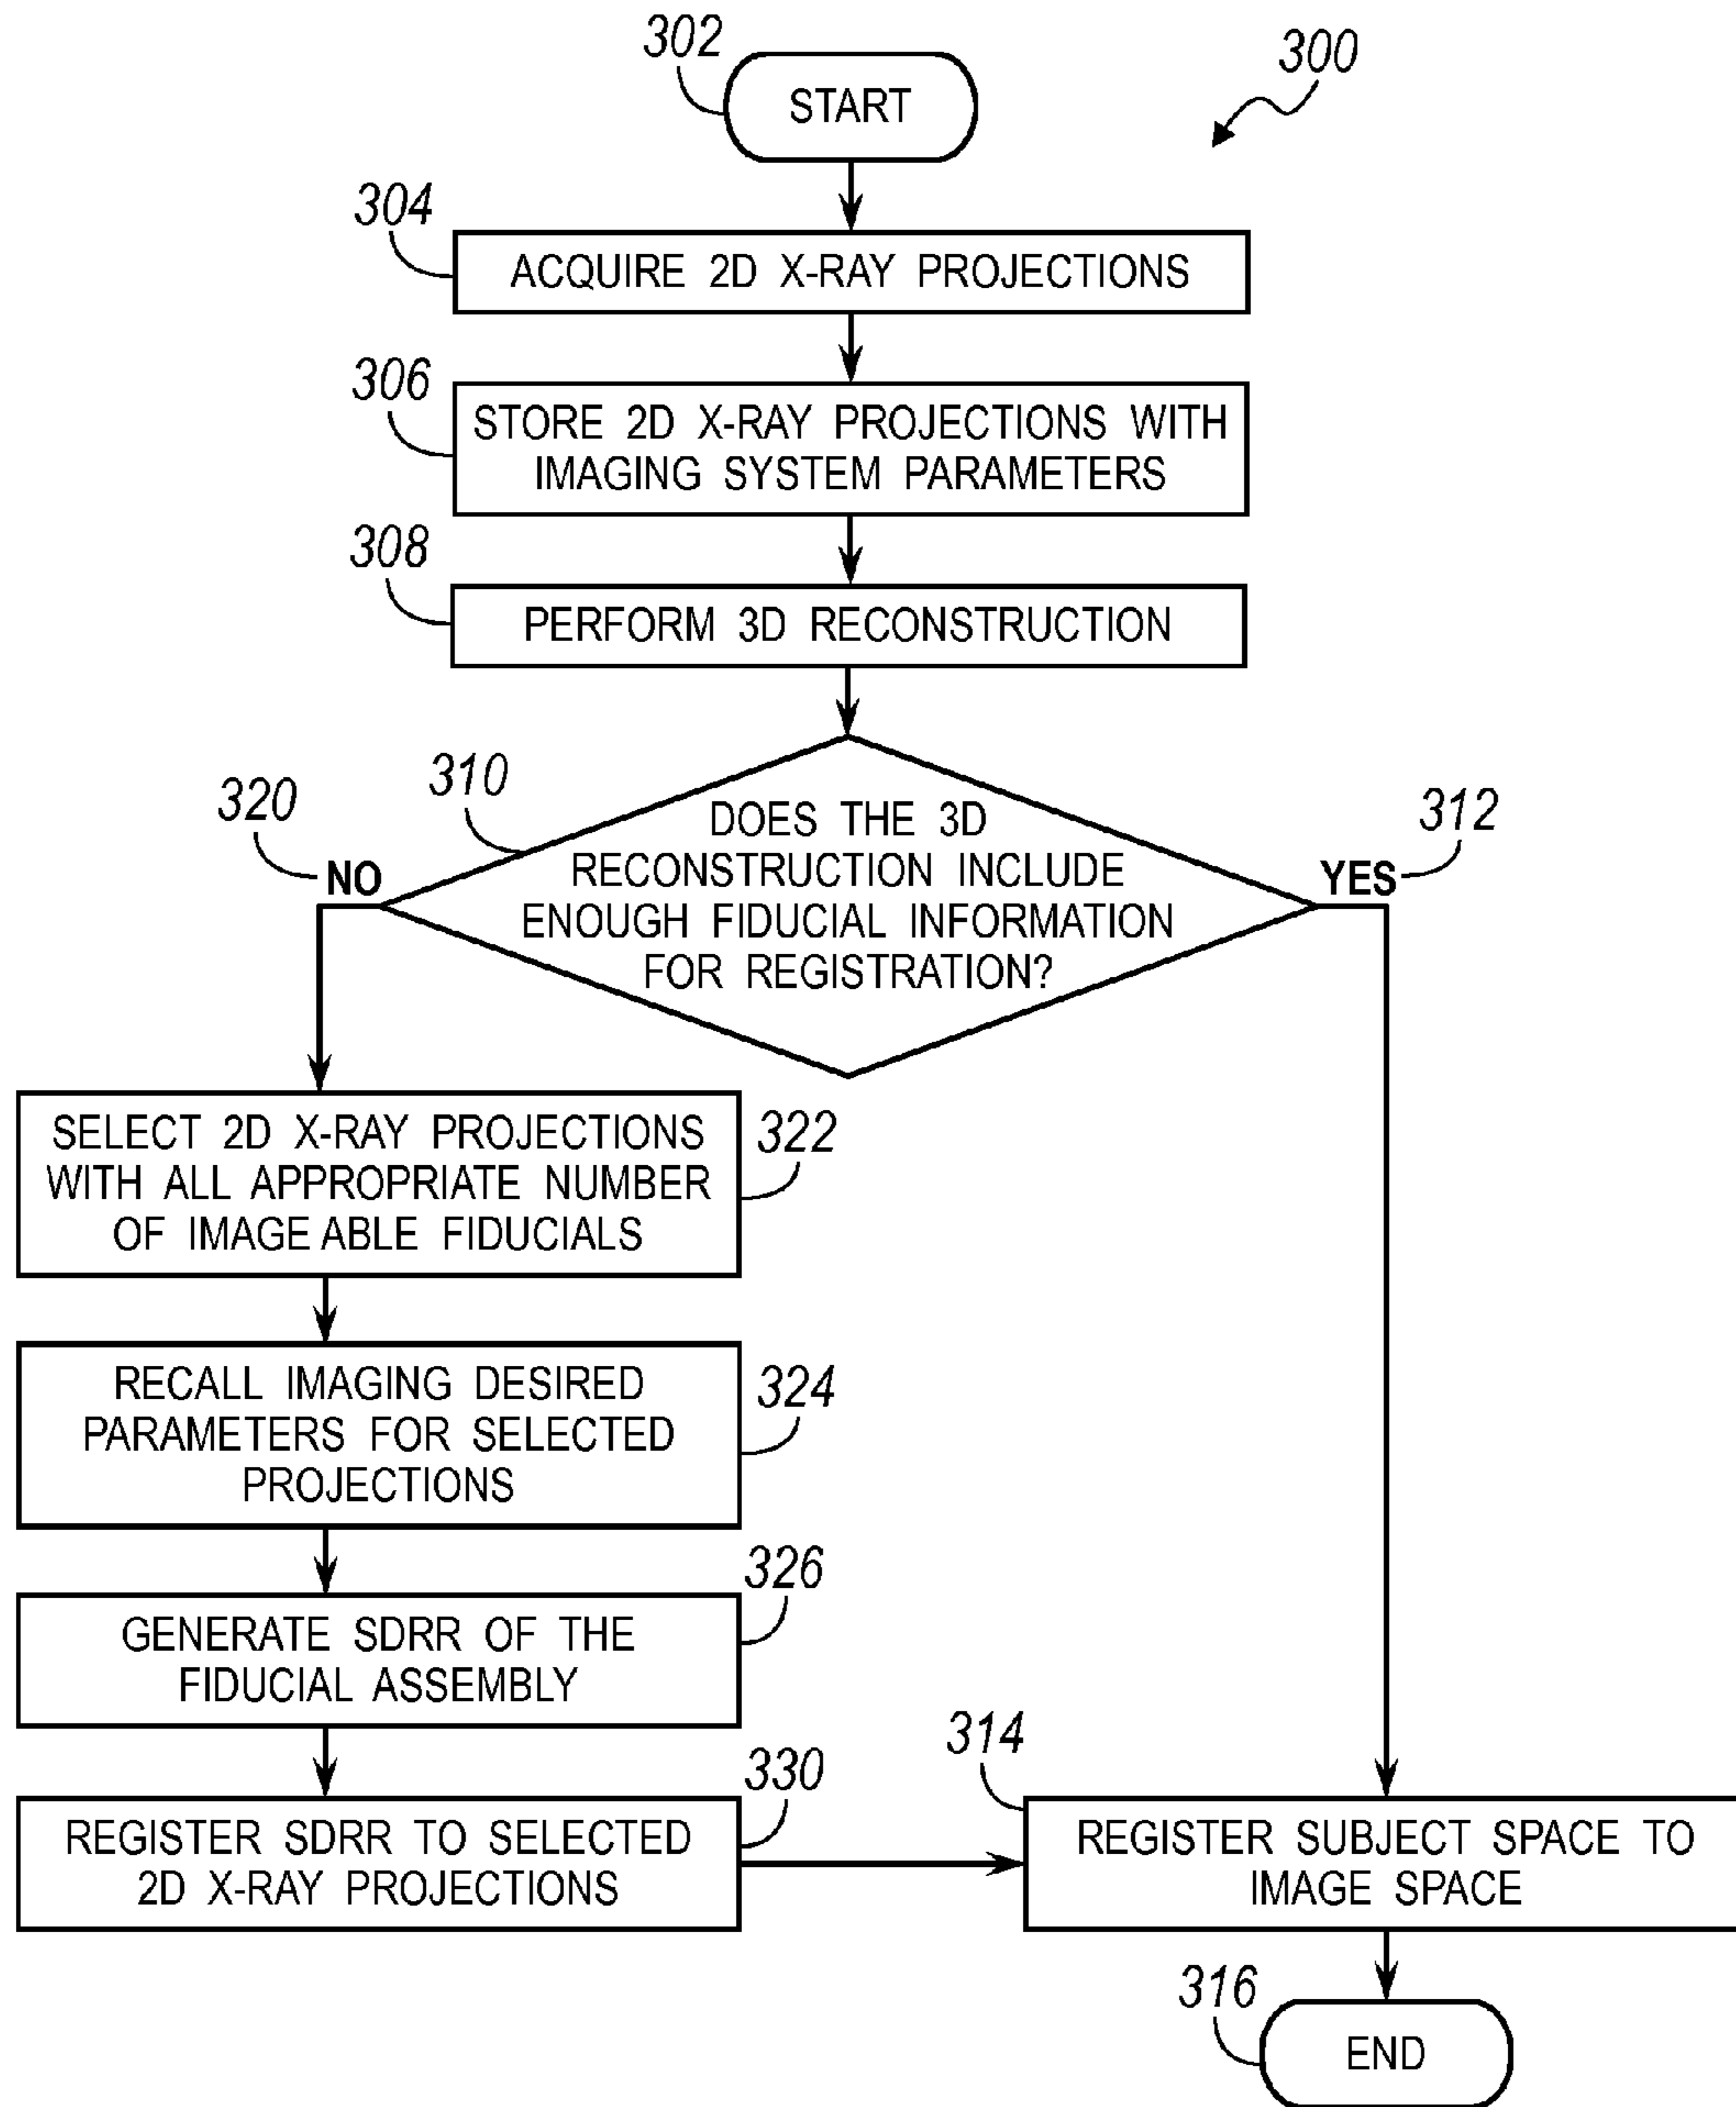 302
START
300
304
ACQUIRE 2D X-RAY PROJECTIONS
306
STORE 2D X-RAY PROJECTIONS WITH
IMAGING SYSTEM PARAMETERS
308
PERFORM 3D RECONSTRUCTION
310
DOES THE 3D
RECONSTRUCTION INCLUDE
ENOUGH FIDUCIAL INFORMATION
FOR REGISTRATION?
320
NO
312
YES
SELECT 2D X-RAY PROJECTIONS
WITH ALL APPROPRIATE NUMBER
OF IMAGE ABLE FIDUCIALS
322
RECALL IMAGING DESIRED
PARAMETERS FOR SELECTED
PROJECTIONS
324
GENERATE SDRR OF THE
FIDUCIAL ASSEMBLY
326
REGISTER SDRR TO SELECTED
2D X-RAY PROJECTIONS
330
314
REGISTER SUBJECT SPACE TO
IMAGE SPACE
316
END